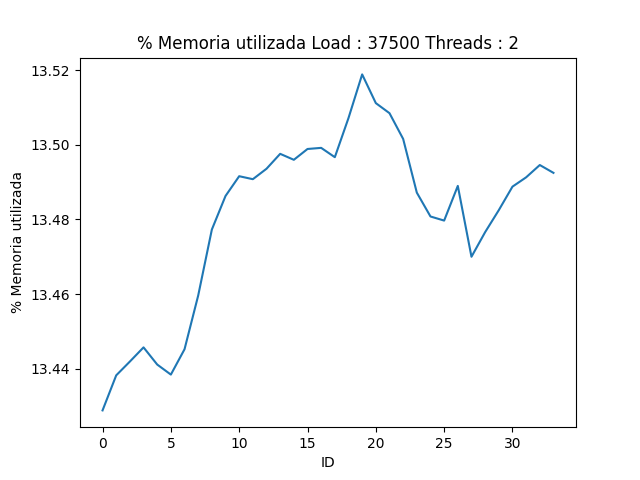 % Memoria utilizada Load : 37500 Threads : 2
13.52
13.50
13.48
13.46
13.44
% Memoria utilizada
0 5 10 15 20 25 30
ID